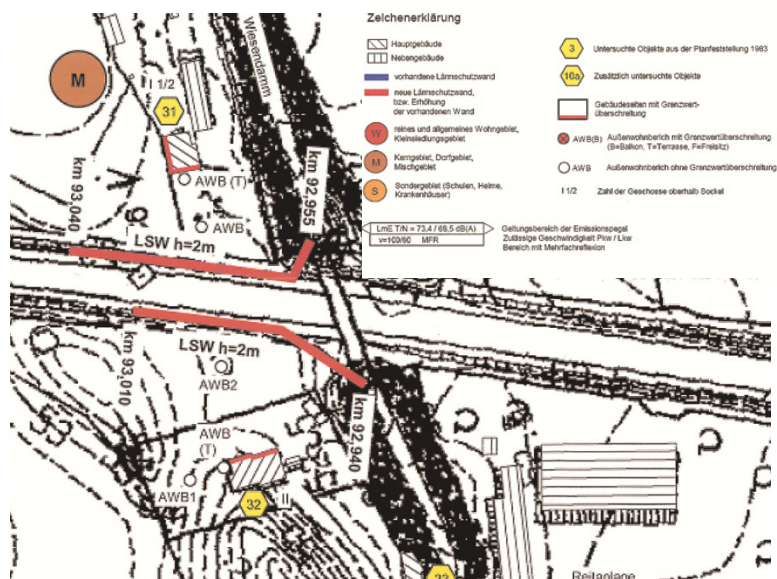 Zeichenerklärung
Hauptgebäude
Nebengebäude
vorhandene Lärmschutzwand
neue Lärmschutzwand,
bzw. Erhöhung
der vorhandenen Wand
W reines und allgemeines Wohngebiet,
Kleinsiedlungsgebiet
M Kerngebiet, Dorfgebiet,
Mischgebiet
S Sondergebiet (Schulen, Heime,
Krankenhäuser)
3 Untersuchte Objekte aus der Planfeststellung 1983
10a Zusätzlich untersuchte Objekte
Gebäudeseiten mit Grenzwert-
überschreitung
AWB(B) Außenwohnberich mit Grenzwertüberschreitung
(B=Balkon, T=Terrasse, F=Freisitz)
AWB Außenwohnberich ohne Grenzwertüberschreitung
I 1/2 Zahl der Geschosse oberhalb Sockel
LmE T/N = 73,4 / 68,5 dB(A)
v=100/60 MFR
Geltungsbereich der Emissionspegel
Zulässige Geschwindigkeit Pkw / Lkw
Bereich mit Mehrfachreflexion
M
I 1/2
31
Wiesendamm
AWB (T)
AWB
km 93,040
km 92,955
LSW h=2m
LSW h=2m
km 93,010
km 92,940
AWB2
AWB
(T)
AWB1
32
II
53
33
Reitanlage